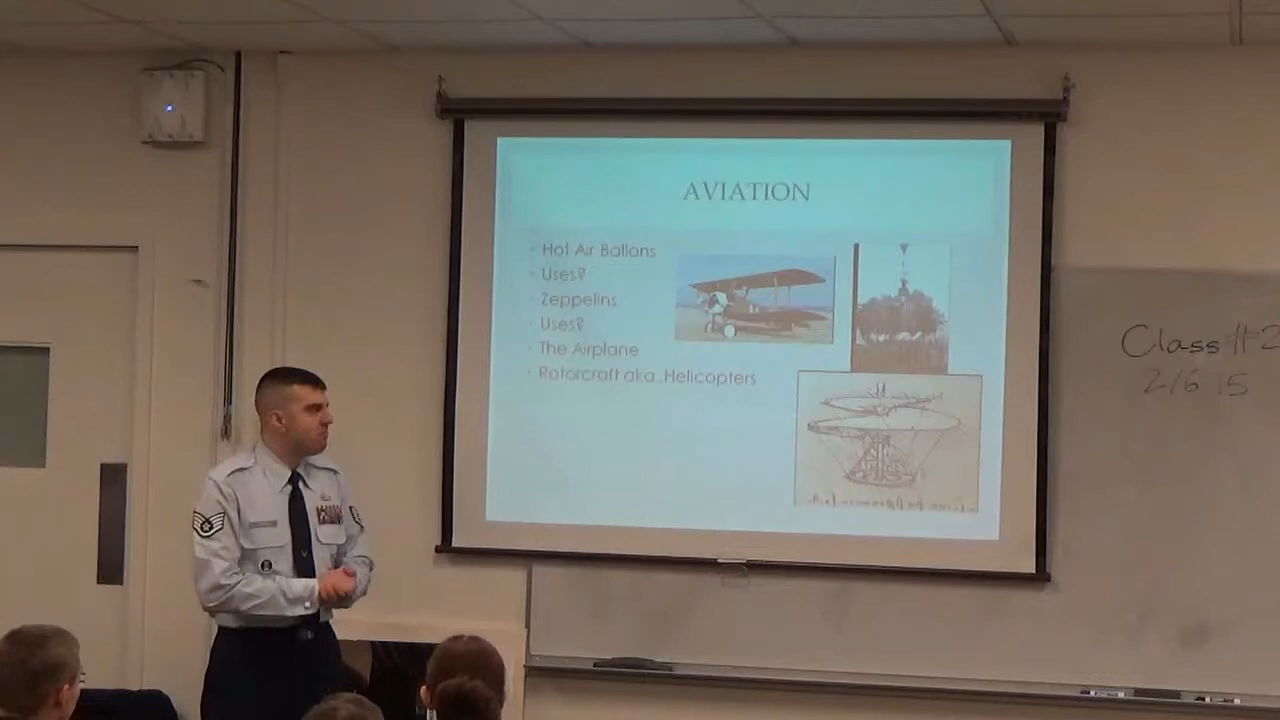 AVIATION
Hot Air Ballons
Uses?
Zeppelins
Uses?
The Airplane
Rotorcraft aka..Helicopters
Class #2
2/6 15